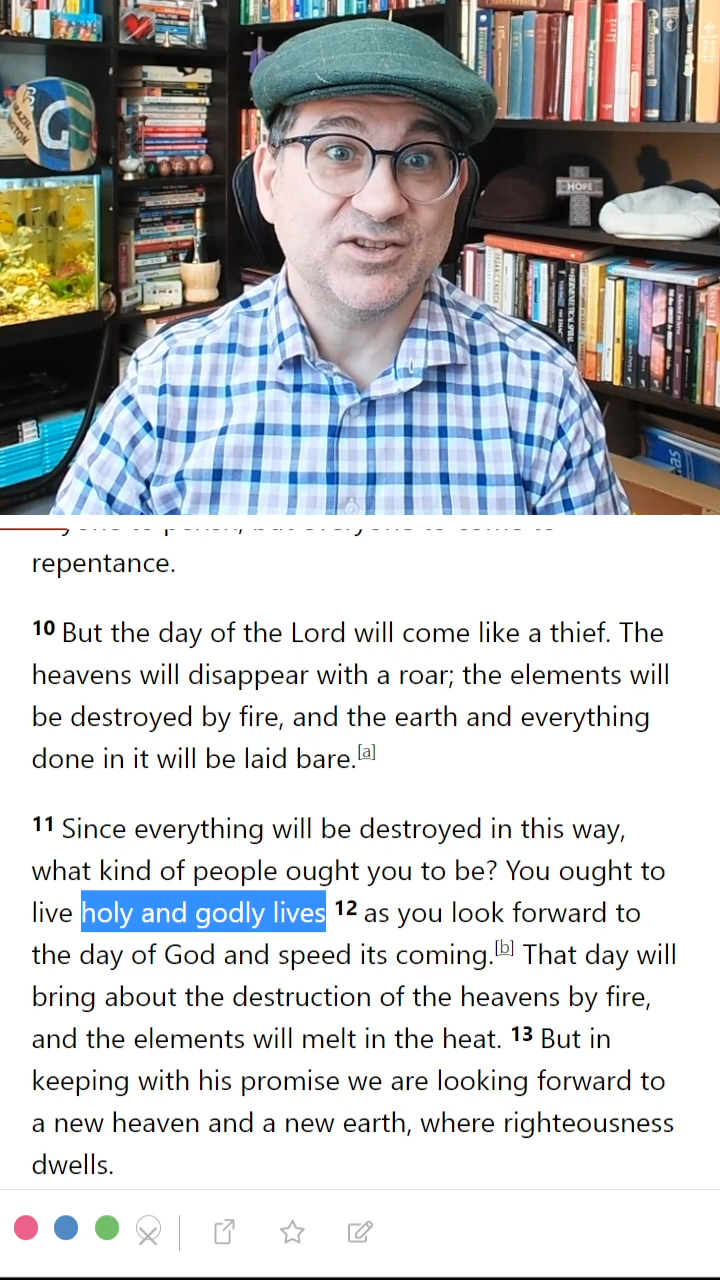 G
HOPE
repentance.
10 But the day of the Lord will come like a thief. The
heavens will disappear with a roar; the elements will
be destroyed by fire, and the earth and everything
done in it will be laid bare.[a]
11 Since everything will be destroyed in this way,
what kind of people ought you to be? You ought to
live holy and godly lives 12 as you look forward to
the day of God and speed its coming.[b] That day will
bring about the destruction of the heavens by fire,
and the elements will melt in the heat. 13 But in
keeping with his promise we are looking forward to
a new heaven and a new earth, where righteousness
dwells.